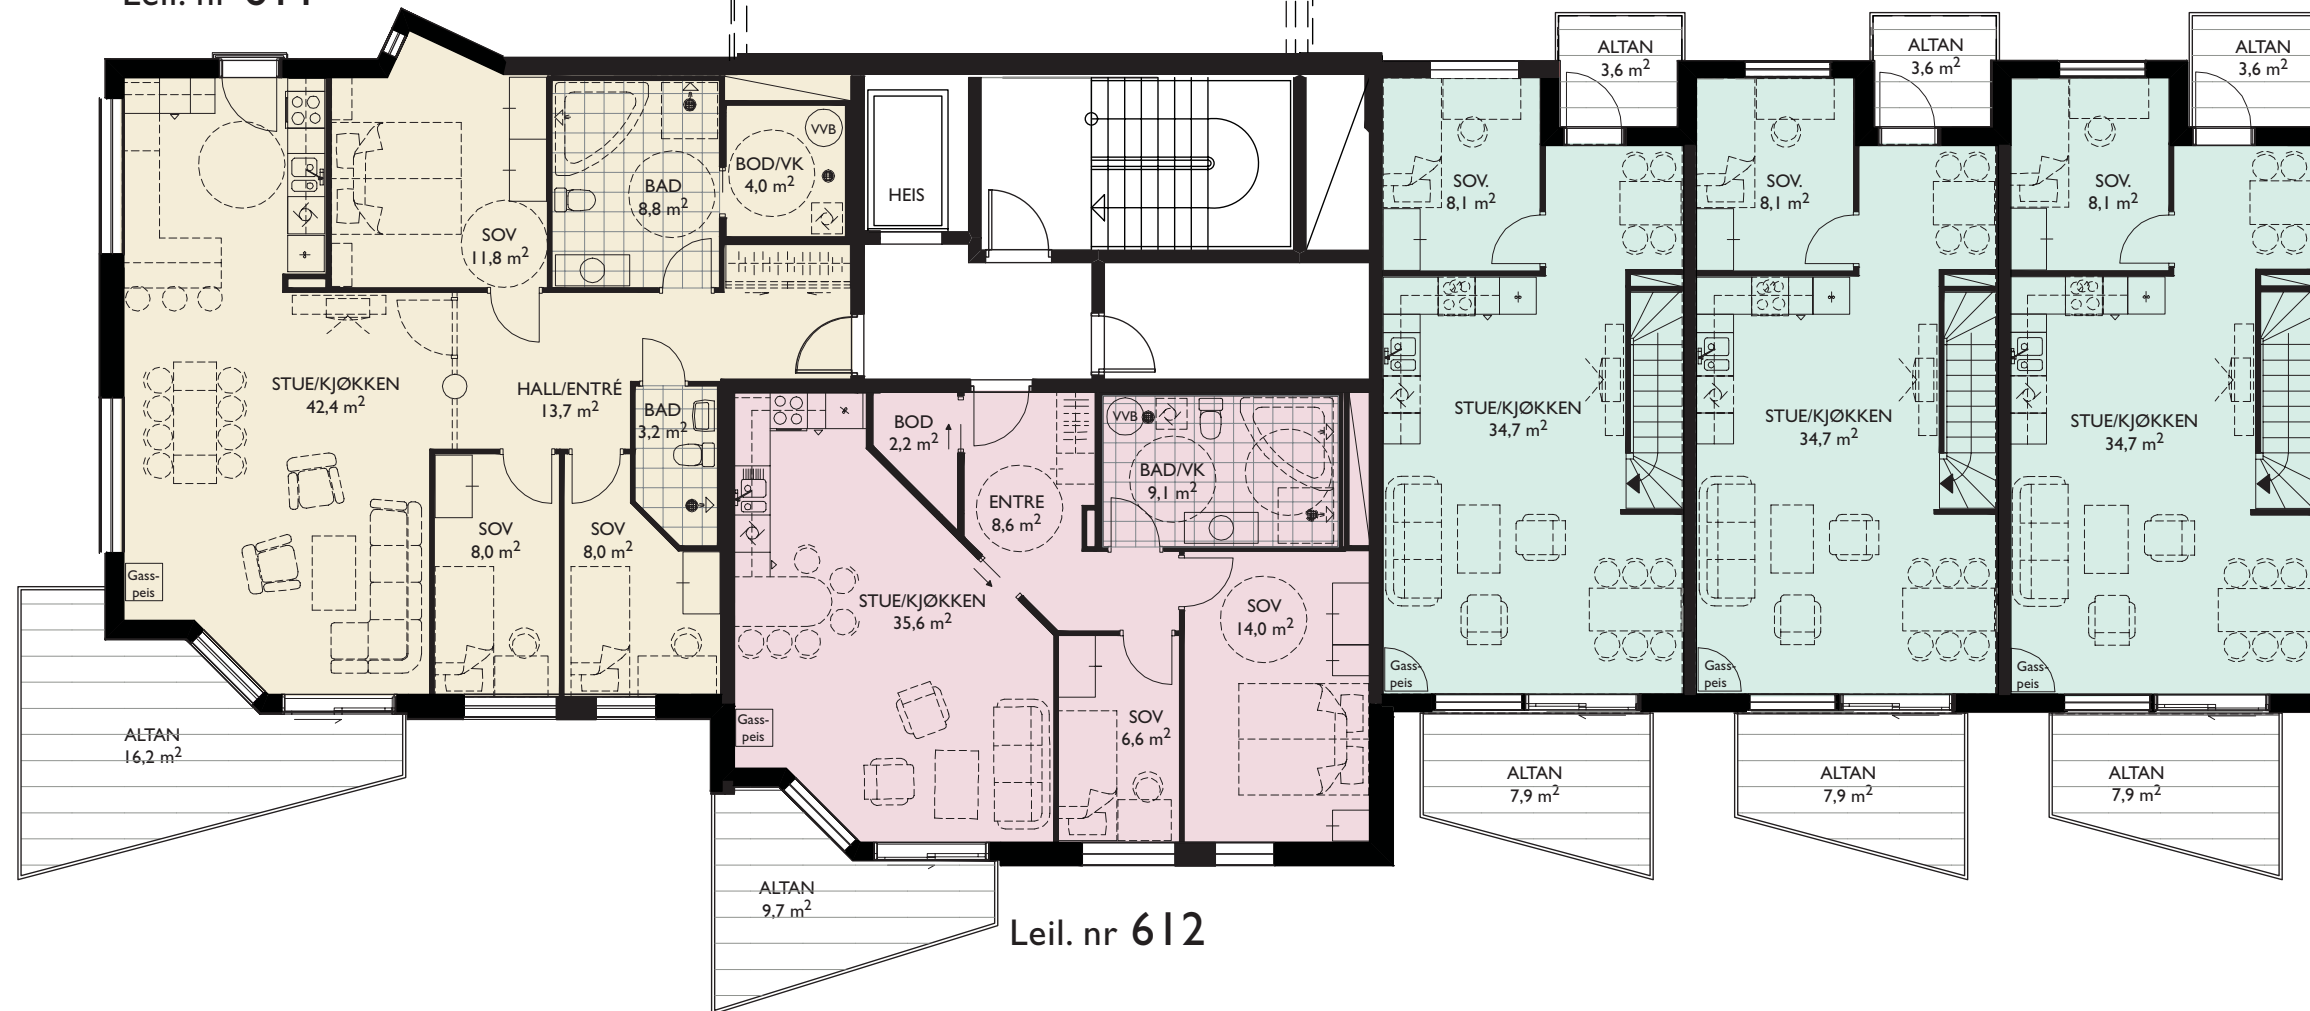 Leil. nr 611
ALTAN
3,6 m²
ALTAN
3,6 m²
ALTAN
3,6 m²
VVB
BOD/VK
4,0 m²
BAD
8,8 m²
HEIS
SOV
11,8 m²
SOV.
8,1 m²
SOV.
8,1 m²
SOV.
8,1 m²
STUE/KJØKKEN
42,4 m²
HALL/ENTRÉ
13,7 m²
BAD
3,2 m²
BOD
2,2 m²
VVB
BAD/VK
9,1 m²
ENTRE
8,6 m²
STUE/KJØKKEN
34,7 m²
STUE/KJØKKEN
34,7 m²
STUE/KJØKKEN
34,7 m²
SOV
8,0 m²
SOV
8,0 m²
Gass-
peis
STUE/KJØKKEN
35,6 m²
SOV
14,0 m²
Gass-
peis
Gass-
peis
Gass-
peis
Gass-
peis
SOV
6,6 m²
ALTAN
16,2 m²
ALTAN
7,9 m²
ALTAN
7,9 m²
ALTAN
7,9 m²
ALTAN
9,7 m²
Leil. nr 612